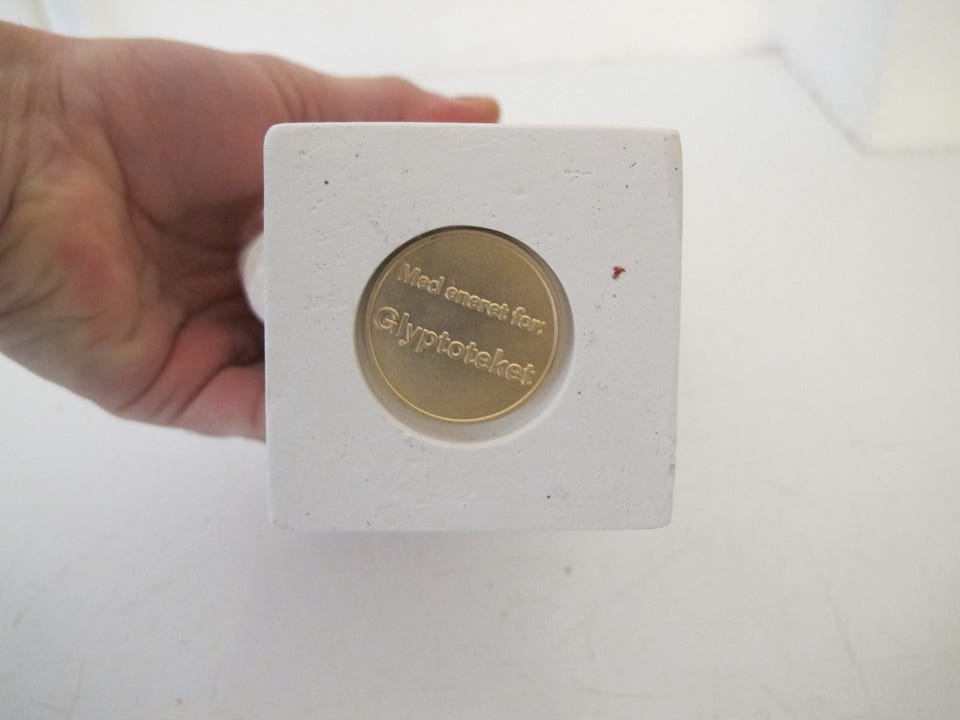 Med eneret for:
Glyptoteket